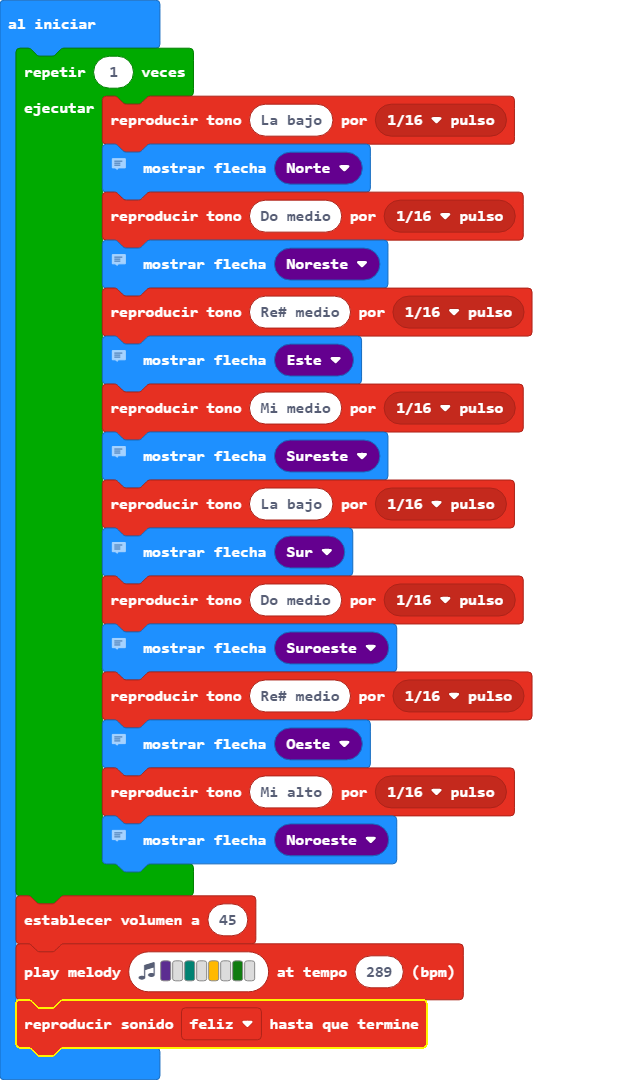 al iniciar
repetir 1 veces
ejecutar
reproducir tono La bajo por 1/16 pulso
mostrar flecha Norte
reproducir tono Do medio por 1/16 pulso
mostrar flecha Noreste
reproducir tono Re# medio por 1/16 pulso
mostrar flecha Este
reproducir tono Mi medio por 1/16 pulso
mostrar flecha Sureste
reproducir tono La bajo por 1/16 pulso
mostrar flecha Sur
reproducir tono Do medio por 1/16 pulso
mostrar flecha Suroeste
reproducir tono Re# medio por 1/16 pulso
mostrar flecha Oeste
reproducir tono Mi alto por 1/16 pulso
mostrar flecha Noroeste
establecer volumen a 45
play melody at tempo 289 (bpm)
reproducir sonido feliz hasta que termine